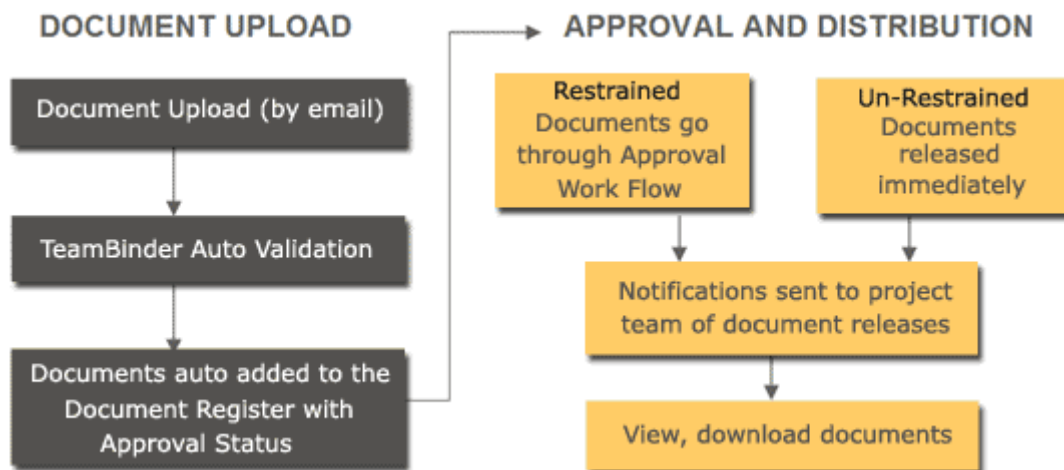 DOCUMENT UPLOAD
Document Upload (by email)
TeamBinder Auto Validation
Documents auto added to the
Document Register with
Approval Status
APPROVAL AND DISTRIBUTION
Restrained
Documents go
through Approval
Work Flow
Un-Restrained
Documents
released
immediately
Notifications sent to project
team of document releases
View, download documents